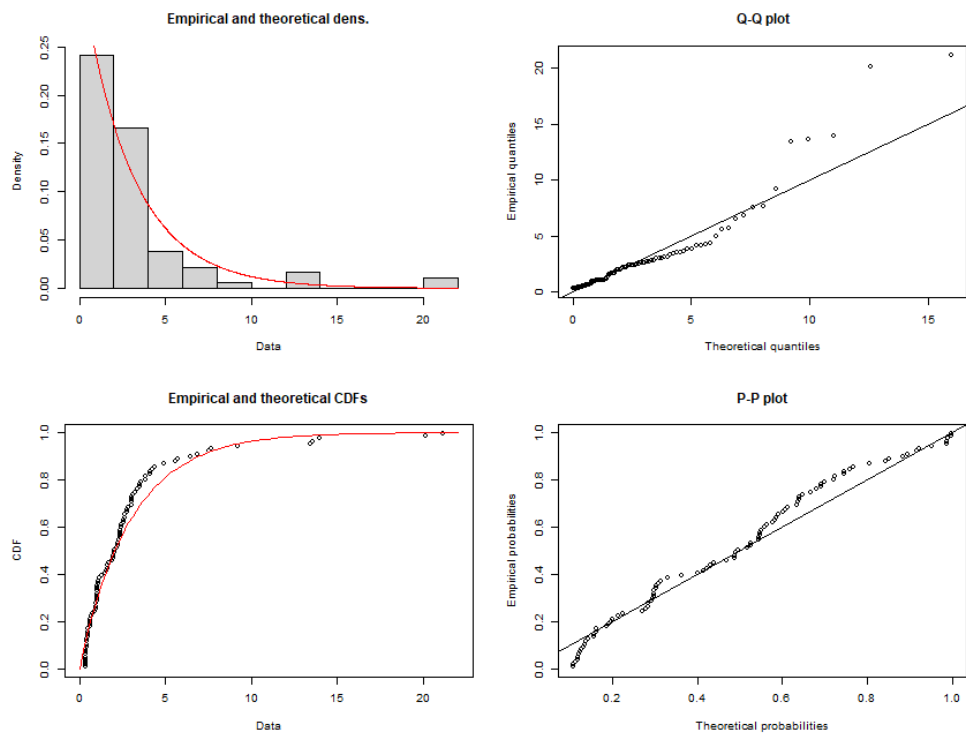 Empirical and theoretical dens.
Density
0.00 0.05 0.10 0.15 0.20 0.25
0 5 10 15 20
Data
Q-Q plot
Empirical quantiles
0 5 10 15 20
0 5 10 15
Theoretical quantiles
Empirical and theoretical CDFs
CDF
0.0 0.2 0.4 0.6 0.8 1.0
0 5 10 15 20
Data
P-P plot
Empirical probabilities
0.0 0.2 0.4 0.6 0.8 1.0
0.2 0.4 0.6 0.8 1.0
Theoretical probabilities